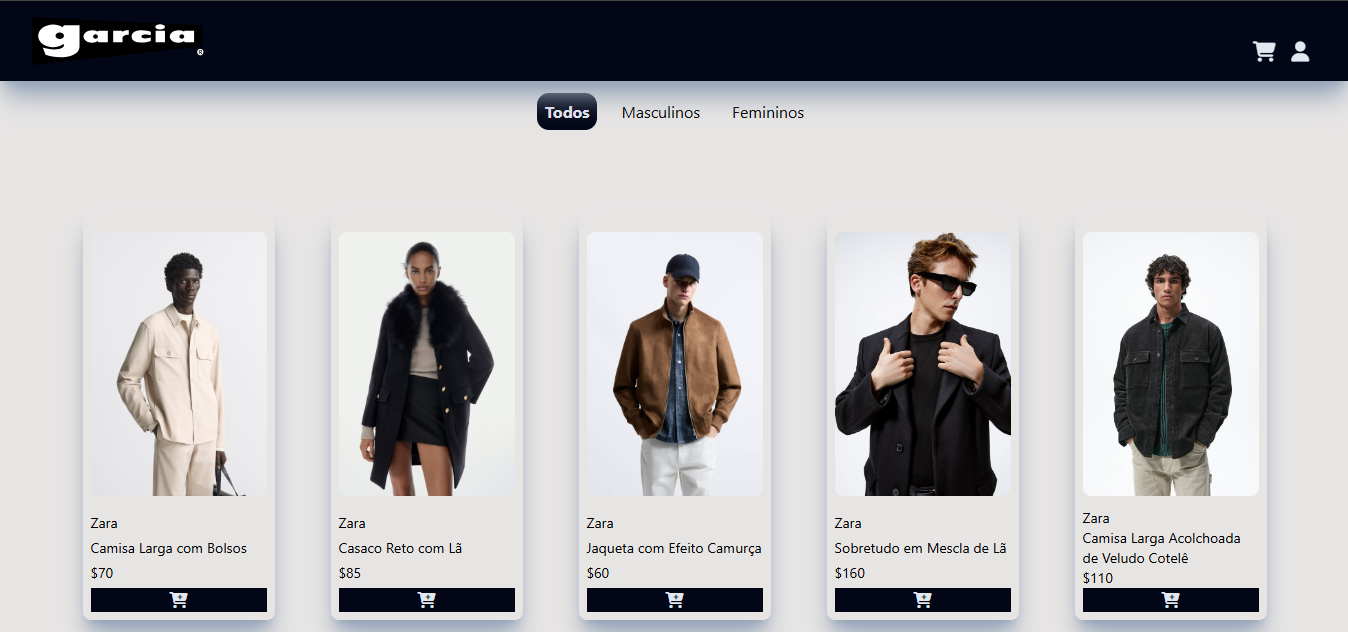 garcia®
Todos
Masculinos
Femininos
Zara
Camisa Larga com Bolsos
$70
Zara
Casaco Reto com Lã
$85
Zara
Jaqueta com Efeito Camurça
$60
Zara
Sobretudo em Mescla de Lã
$160
Zara
Camisa Larga Acolchoada
de Veludo Cotelê
$110